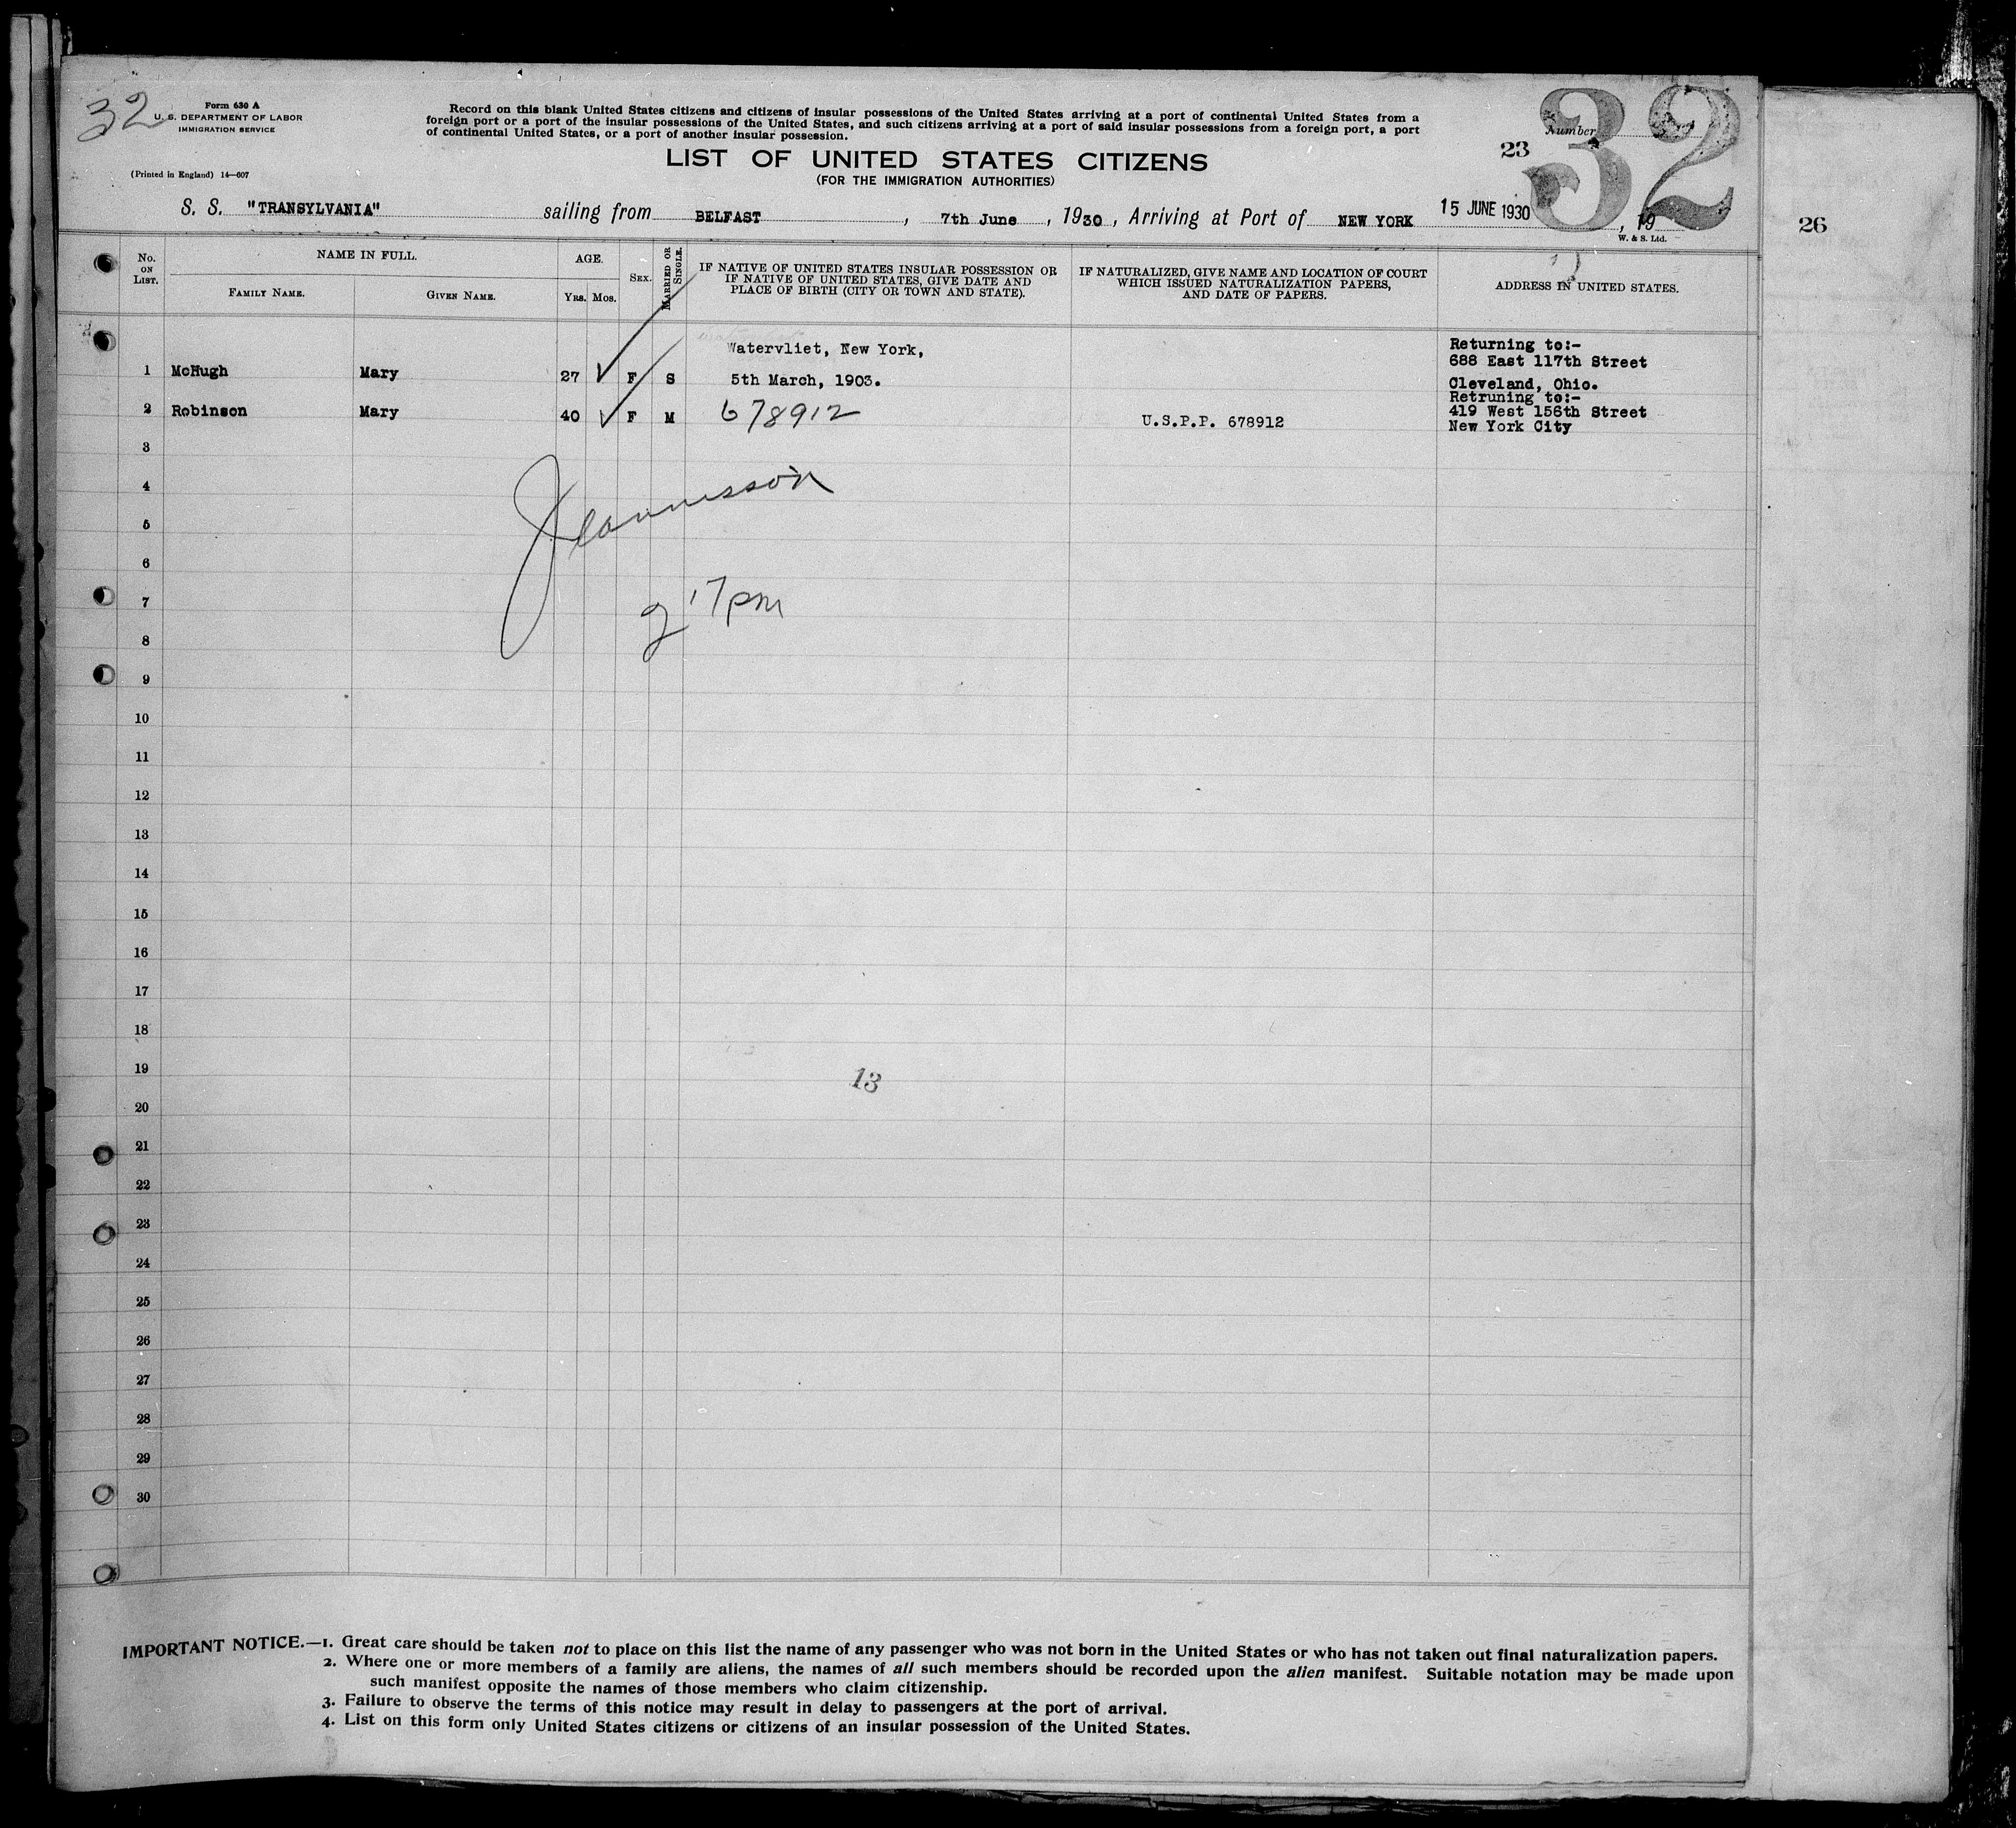 32
Form 630 A
U. S. DEPARTMENT OF LABOR
IMMIGRATION SERVICE
(Printed in England) 14—607
Record on this blank United States citizens and citizens of insular possessions of the United States arriving at a port of continental United States from a
foreign port or a port of the insular possessions of the United States, and such citizens arriving at a port of said insular possessions from a foreign port, a port
of continental United States, or a port of another insular possession.
Number
32
LIST OF UNITED STATES CITIZENS
23
(FOR THE IMMIGRATION AUTHORITIES)
S. S. "TRANSYLVANIA" sailing from BELFAST, 7th June, 1930, Arriving at Port of NEW YORK 15 JUNE 1930, 19
W. & S. Ltd.
26
No. ON LIST.
NAME IN FULL.
FAMILY NAME.
GIVEN NAME.
AGE.
YRS. MOS.
SEX.
MARRIED OR SINGLE.
IF NATIVE OF UNITED STATES INSULAR POSSESSION OR
IF NATIVE OF UNITED STATES, GIVE DATE AND
PLACE OF BIRTH (CITY OR TOWN AND STATE).
IF NATURALIZED, GIVE NAME AND LOCATION OF COURT
WHICH ISSUED NATURALIZATION PAPERS,
AND DATE OF PAPERS.
2
ADDRESS IN UNITED STATES.
Watervliet, New York,
Returning to:-
688 East 117th Street
1 McHugh Mary 27 F S 5th March, 1903.
Cleveland, Ohio.
Retruning to:-
2 Robinson Mary 40 F M 678912 U.S.P.P. 678912 419 West 156th Street
New York City
3
4
5
6
7
2 17pm
8
9
10
11
12
13
14
15
16
17
18
19
13
20
21
22
23
24
25
26
27
28
29
30
IMPORTANT NOTICE.—1. Great care should be taken not to place on this list the name of any passenger who was not born in the United States or who has not taken out final naturalization papers.
2. Where one or more members of a family are aliens, the names of all such members should be recorded upon the alien manifest. Suitable notation may be made upon
such manifest opposite the names of those members who claim citizenship.
3. Failure to observe the terms of this notice may result in delay to passengers at the port of arrival.
4. List on this form only United States citizens or citizens of an insular possession of the United States.